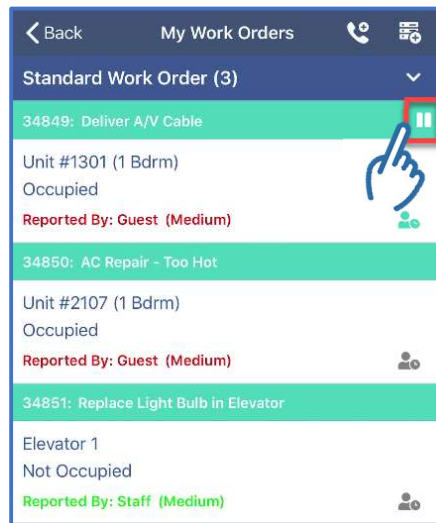 Back My Work Orders
Standard Work Order (3)
34849: Deliver A/V Cable
Unit #1301 (1 Bdrm)
Occupied
Reported By: Guest (Medium)
34850: AC Repair - Too Hot
Unit #2107 (1 Bdrm)
Occupied
Reported By: Guest (Medium)
34851: Replace Light Bulb in Elevator
Elevator 1
Not Occupied
Reported By: Staff (Medium)